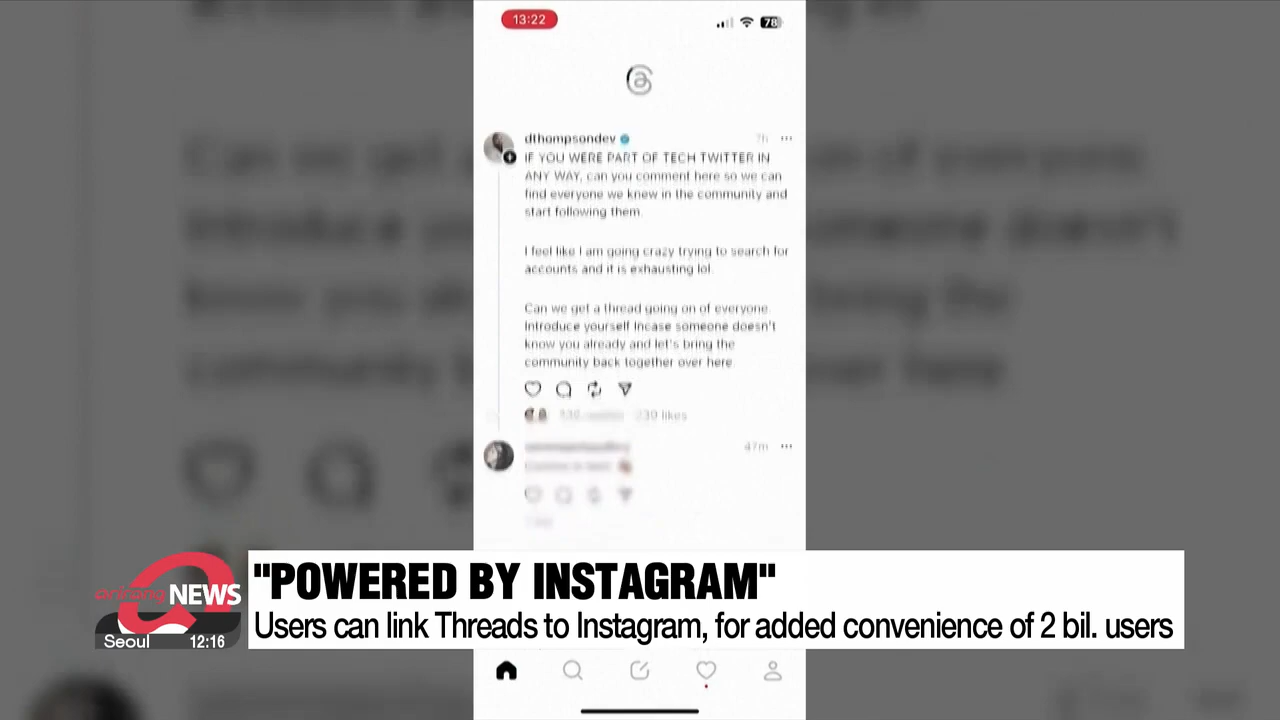 13:22
78
dthompsondev 7h
IF YOU WERE PART OF TECH TWITTER IN
ANY WAY, can you comment here so we can
find everyone we knew in the community and
start following them.
I feel like I am going crazy trying to search for
accounts and it is exhausting lol.
Can we get a thread going on of everyone.
Introduce yourself Incase someone doesn't
know you already and let's bring the
community back together over here
likes
47m
arirang NEWS
Seoul 12:16
"POWERED BY INSTAGRAM"
Users can link Threads to Instagram, for added convenience of 2 bil. users